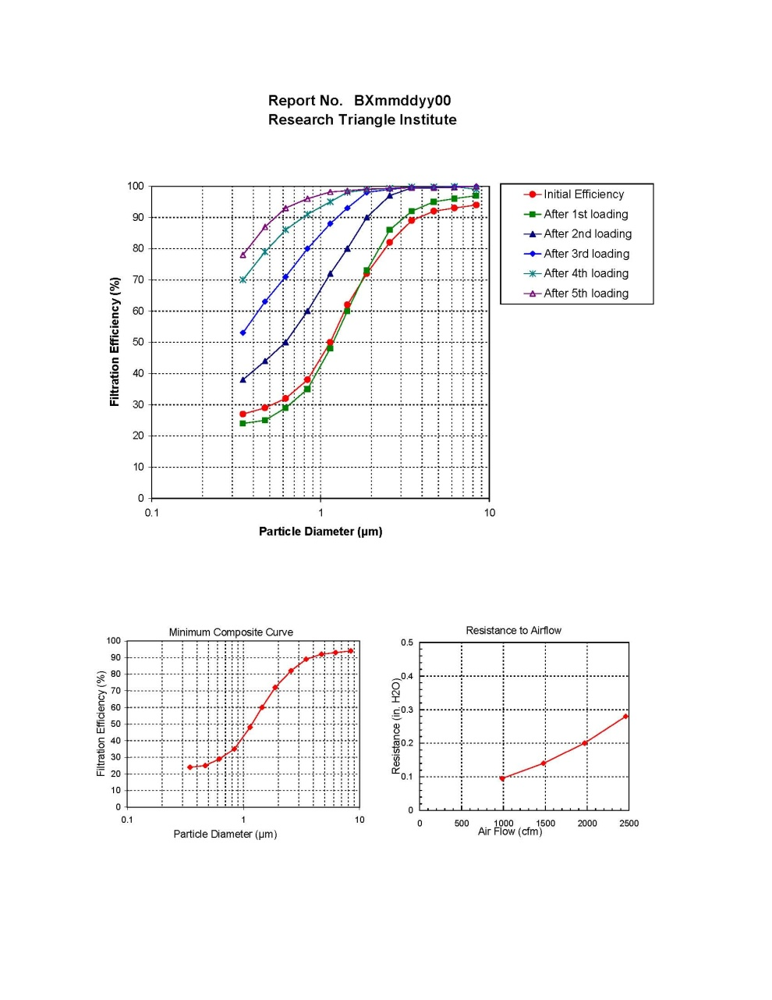 Report No. BXmmddyy00
Research Triangle Institute
100
90
80
70
60
50
40
30
20
10
0
0.1
1
10
Filtration Efficiency (%)
Particle Diameter (µm)
Initial Efficiency
After 1st loading
After 2nd loading
After 3rd loading
After 4th loading
After 5th loading
Minimum Composite Curve
100
90
80
70
60
50
40
30
20
10
0
0.1
1
10
Filtration Efficiency (%)
Particle Diameter (µm)
Resistance to Airflow
0.5
0.4
0.3
0.2
0.1
0
0
500
1000
1500
2000
2500
Resistance (in. H2O)
Air Flow (cfm)